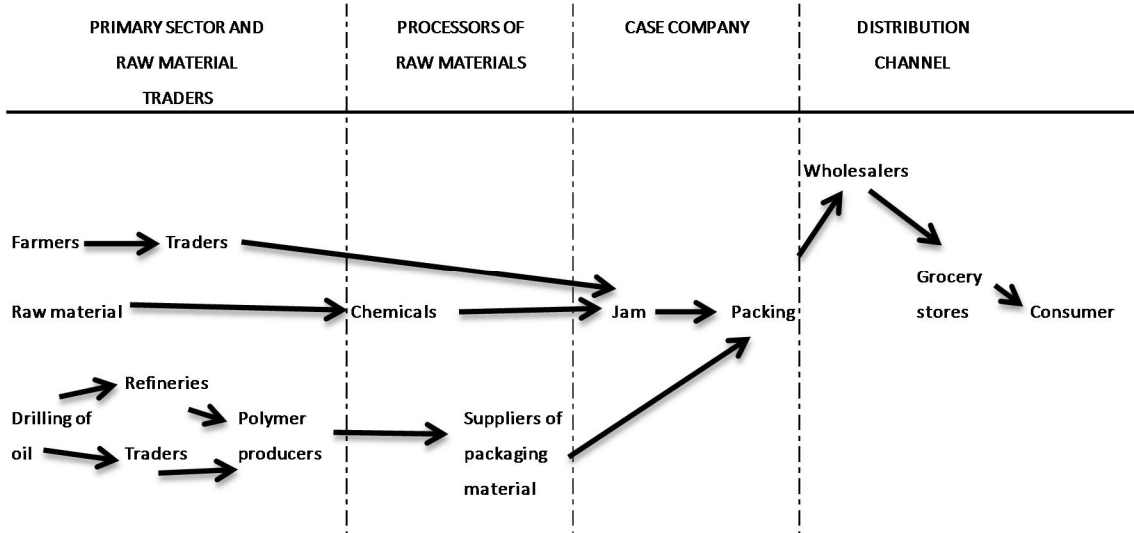 PRIMARY SECTOR AND
RAW MATERIAL
TRADERS
PROCESSORS OF
RAW MATERIALS
CASE COMPANY
DISTRIBUTION
CHANNEL
Wholesalers
Farmers
Traders
Grocery
stores
Raw material
Chemicals
Jam
Packing
Consumer
Refineries
Drilling of
oil
Traders
Polymer
producers
Suppliers of
packaging
material